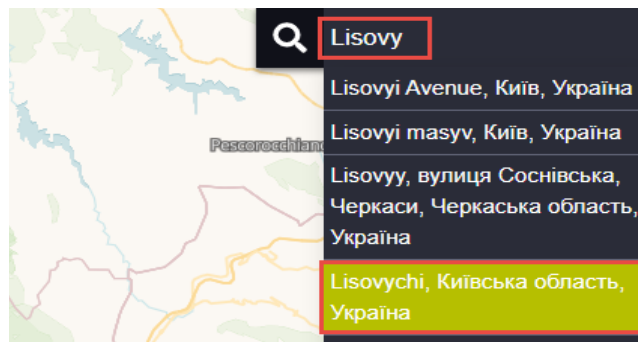 Lisovy
Lisovyi Avenue, Київ, Україна
Lisovyi masyv, Київ, Україна
Pescorocchiano
Lisovyy, вулиця Соснівська,
Черкаси, Черкаська область,
Україна
Lisovychi, Київська область,
Україна